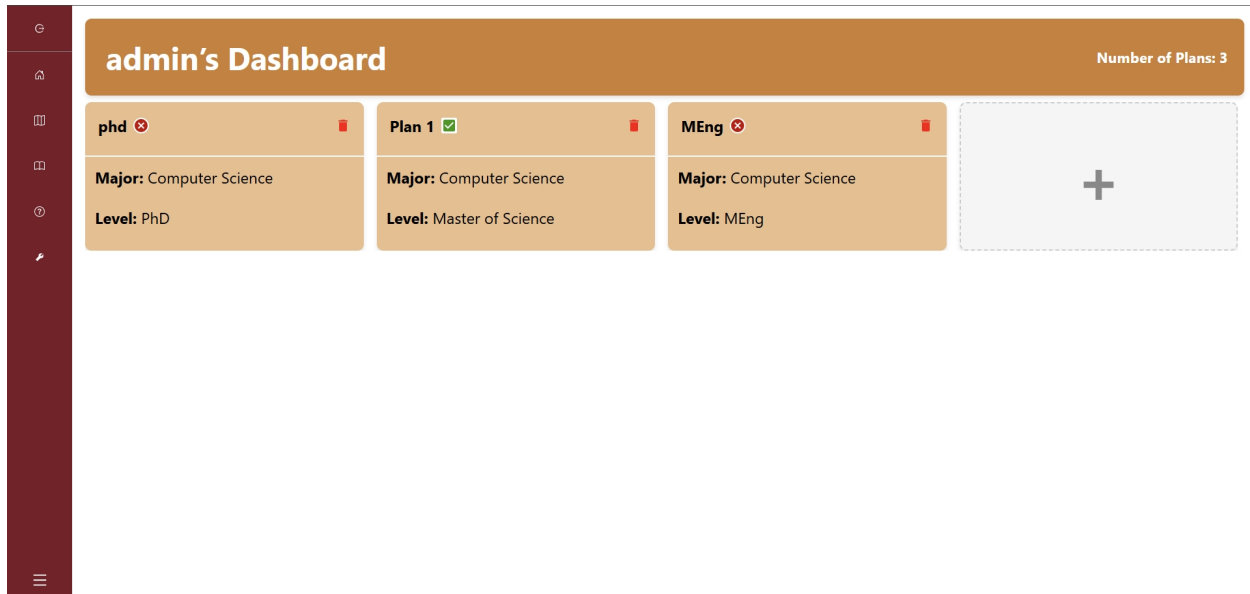 admin’s Dashboard
Number of Plans: 3
phd
Major: Computer Science
Level: PhD
Plan 1
Major: Computer Science
Level: Master of Science
MEng
Major: Computer Science
Level: MEng